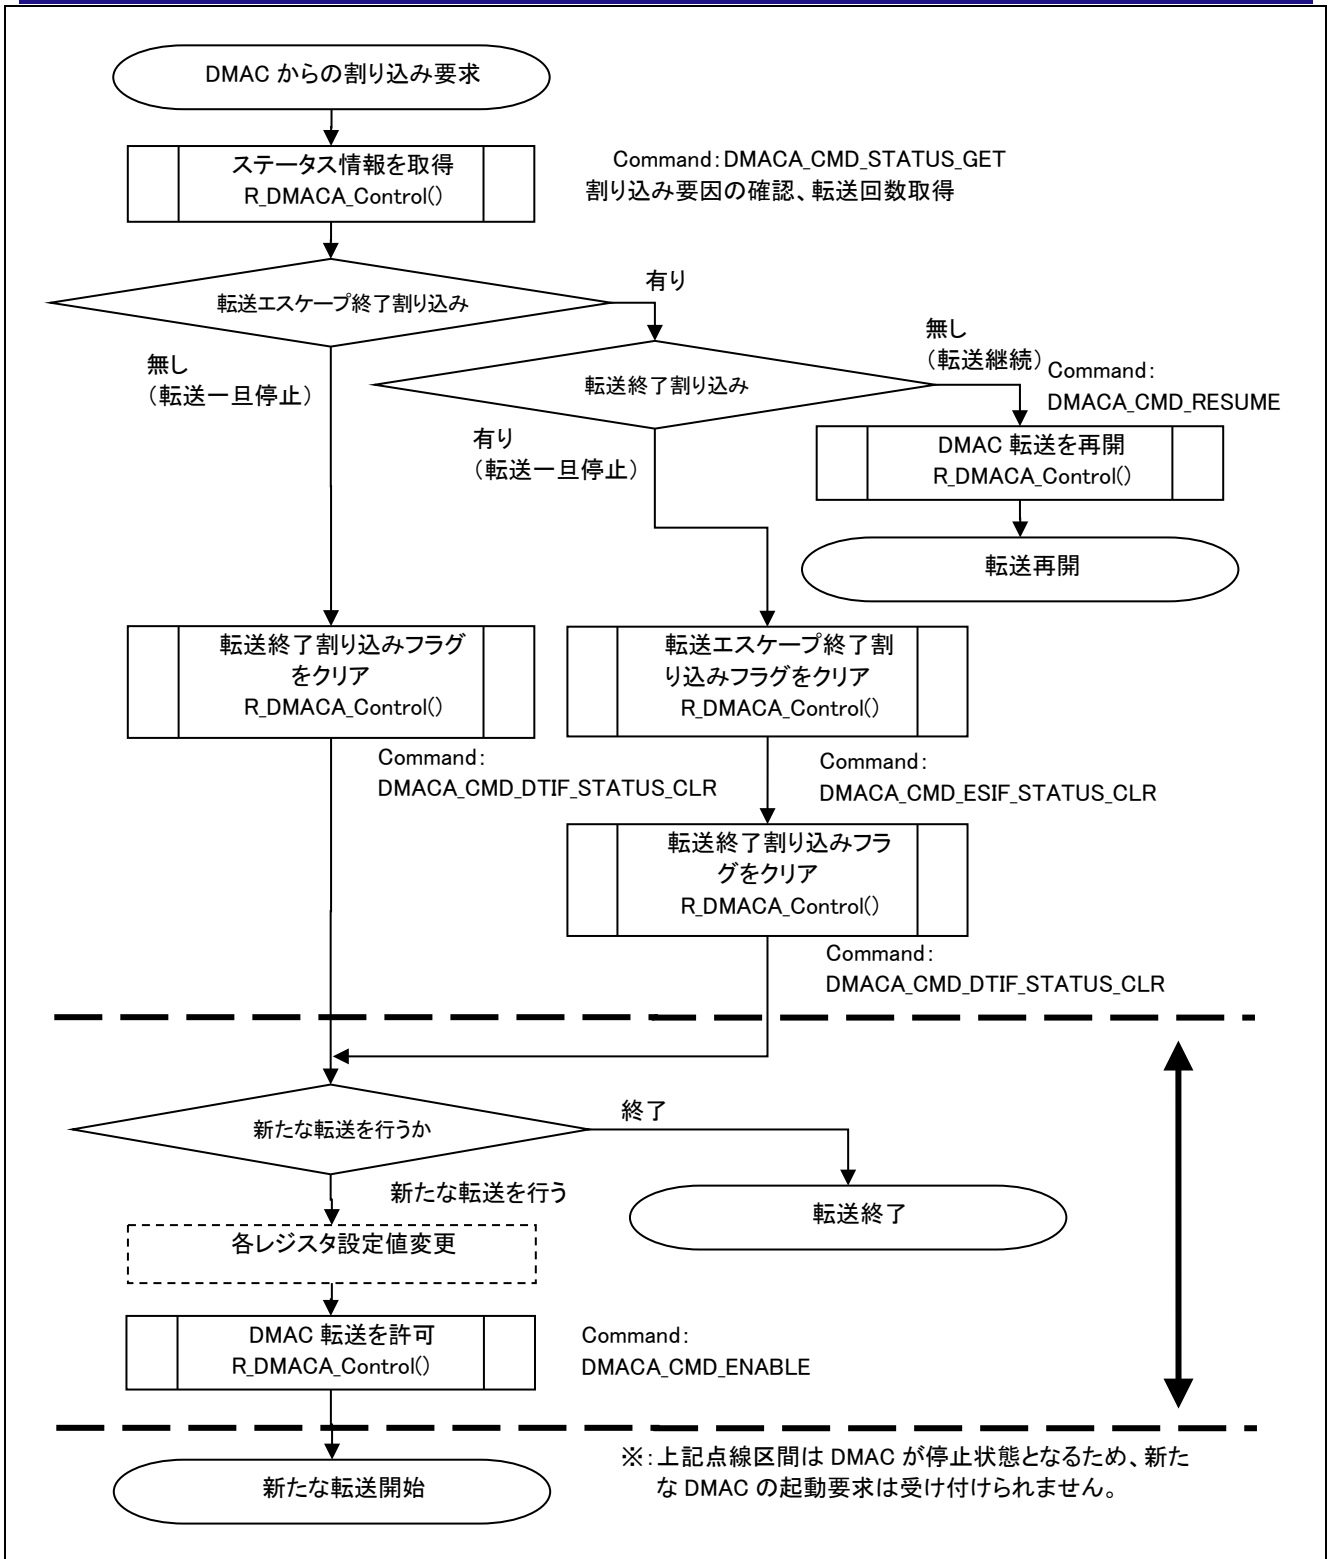 DMAC からの割り込み要求
ステータス情報を取得
R_DMACA_Control()
Command：DMACA_CMD_STATUS_GET
割り込み要因の確認、転送回数取得
転送エスケープ終了割り込み
有り
無し
（転送一旦停止）
転送終了割り込み
無し
（転送継続）
Command：
DMACA_CMD_RESUME
有り
（転送一旦停止）
DMAC 転送を再開
R_DMACA_Control()
転送再開
転送終了割り込みフラグ
をクリア
R_DMACA_Control()
Command：
DMACA_CMD_DTIF_STATUS_CLR
転送エスケープ終了割
り込みフラグをクリア
R_DMACA_Control()
Command：
DMACA_CMD_ESIF_STATUS_CLR
転送終了割り込みフラ
グをクリア
R_DMACA_Control()
Command：
DMACA_CMD_DTIF_STATUS_CLR
新たな転送を行うか
終了
転送終了
新たな転送を行う
各レジスタ設定値変更
DMAC 転送を許可
R_DMACA_Control()
Command：
DMACA_CMD_ENABLE
新たな転送開始
※：上記点線区間は DMAC が停止状態となるため、新た
な DMAC の起動要求は受け付けられません。